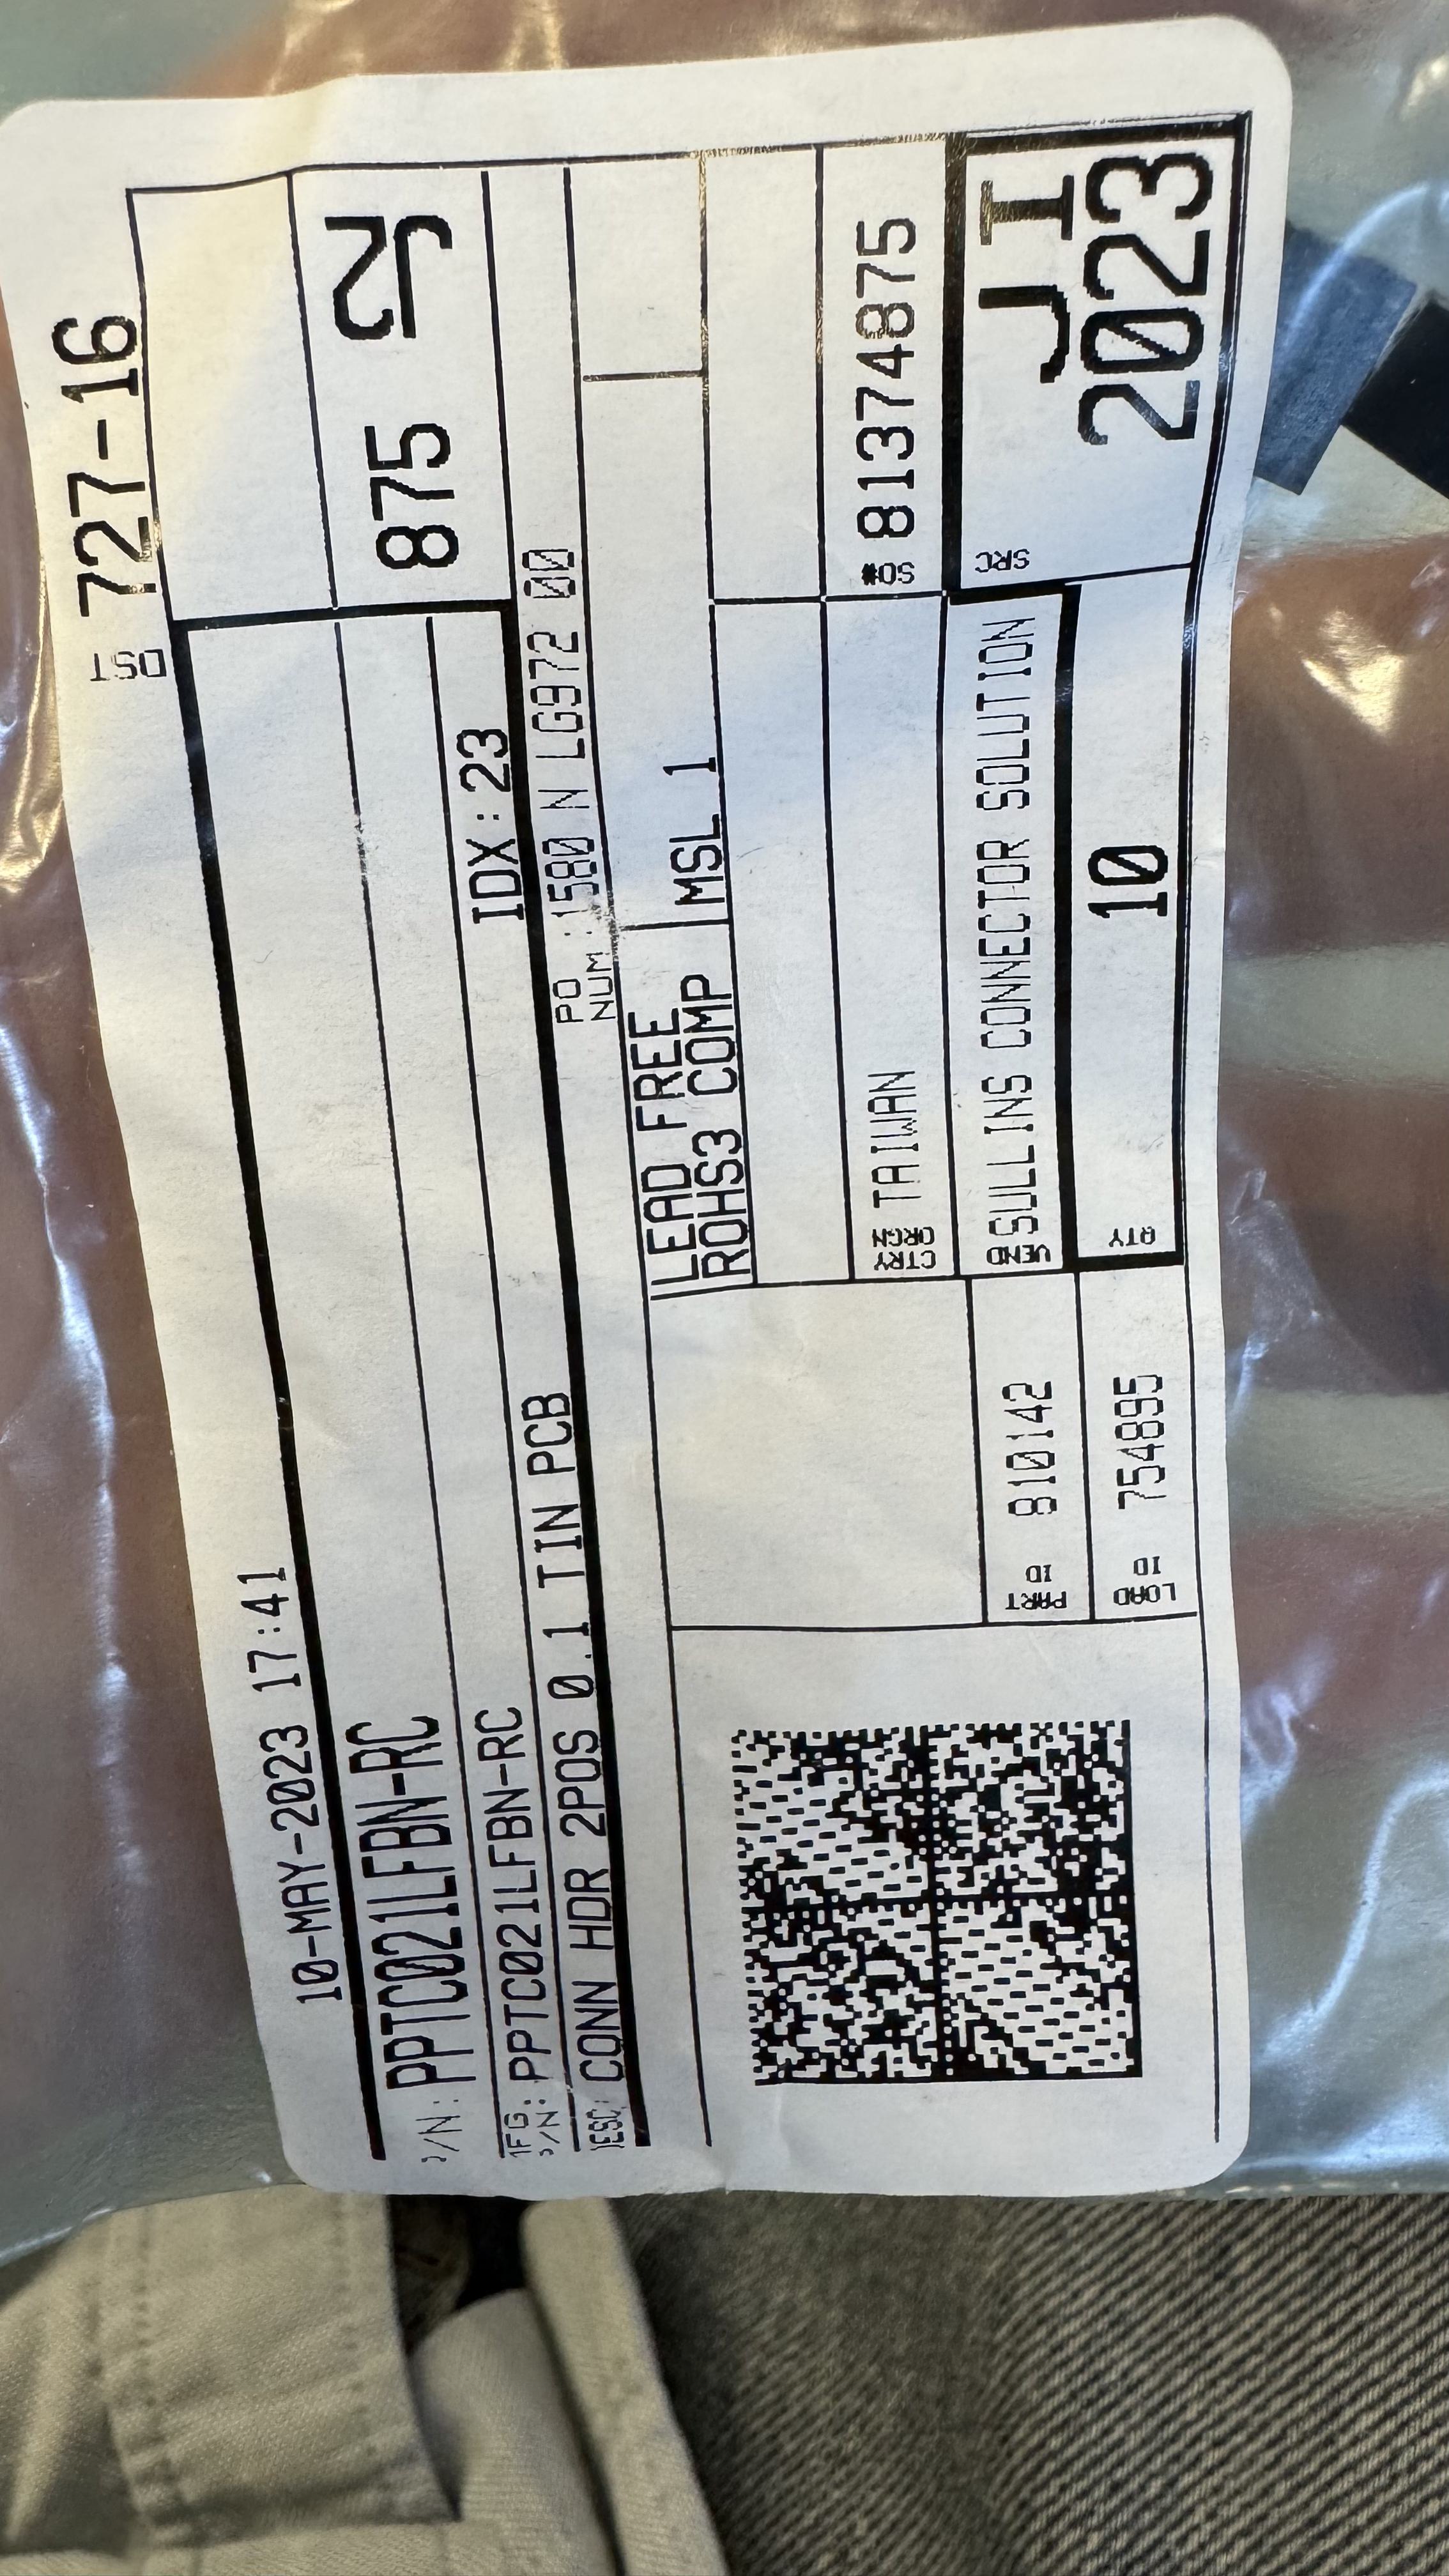 DST 727-16
10-MAY-2023 17:41
P/N: PPTC021LFBN-RC
875
MFG P/N: PPTC021LFBN-RC
IDX:23
DESC: CONN HDR 2POS 0.1 TIN PCB
PO NUM :1580 N LG972 00
LEAD FREE
ROHS3 COMP
MSL 1
CTRY ORGN TAIWAN
SO# 81374875
PART ID 810142
VEND SULLINS CONNECTOR SOLUTION
SRC JI
2023
LOAD ID 754895
QTY 10